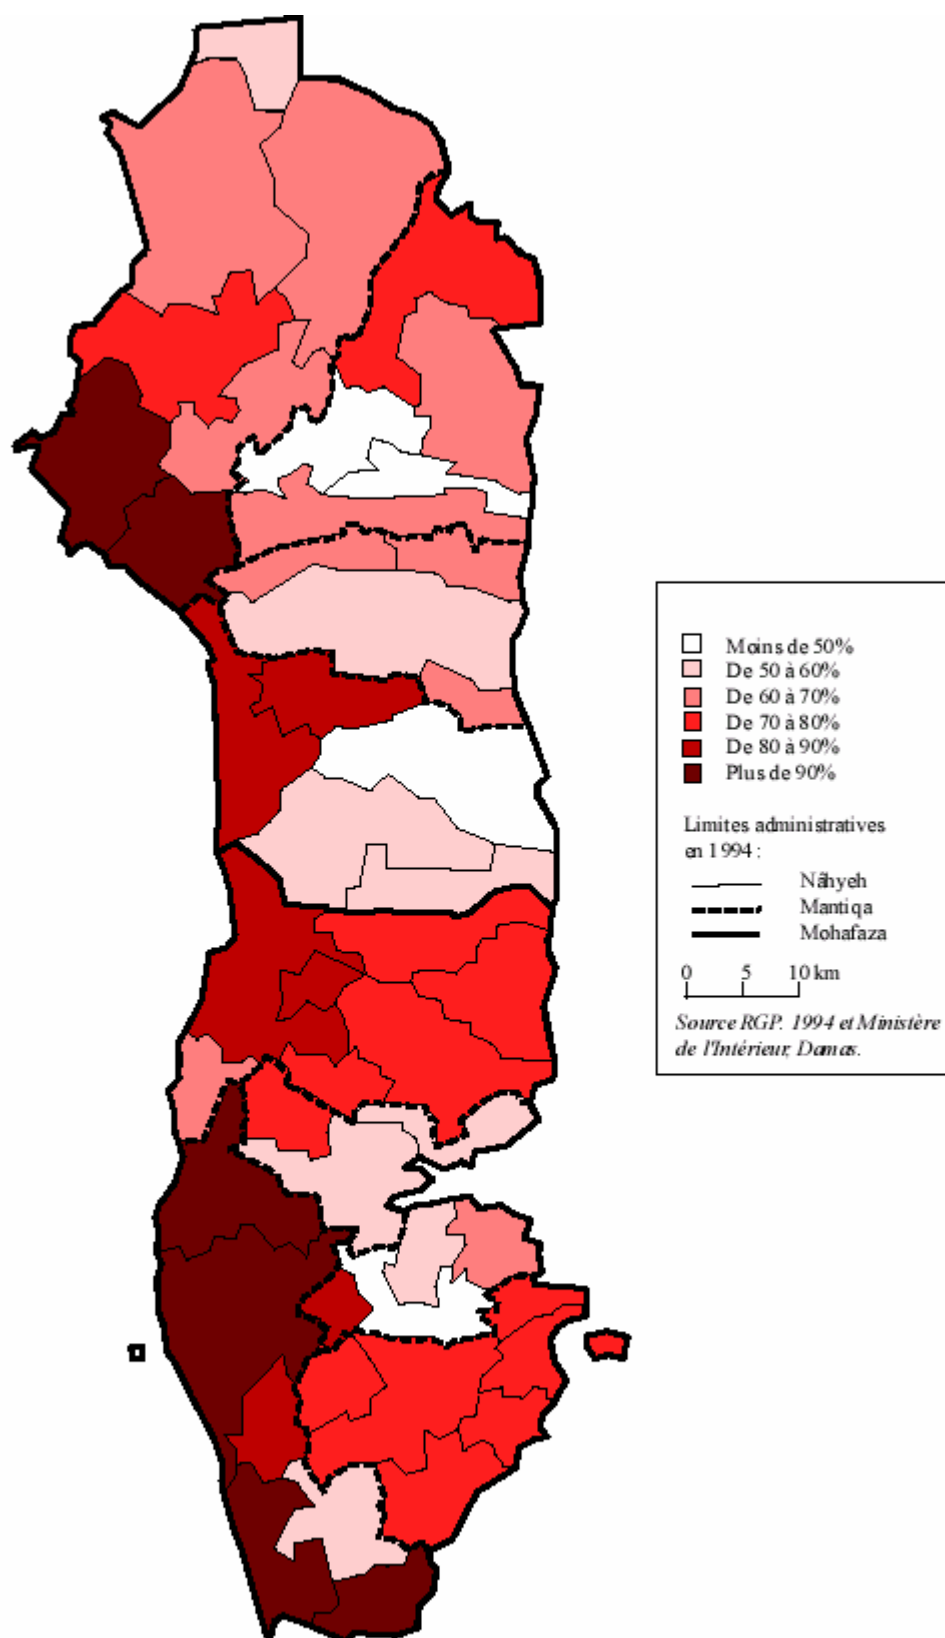 Moins de 50%
De 50 à 60%
De 60 à 70%
De 70 à 80%
De 80 à 90%
Plus de 90%
Limites administratives
en 1994 :
Nâhyeh
Mantiqa
Mohafaza
0 5 10 km
Source RGP. 1994 et Ministère
de l'Intérieur, Damas.